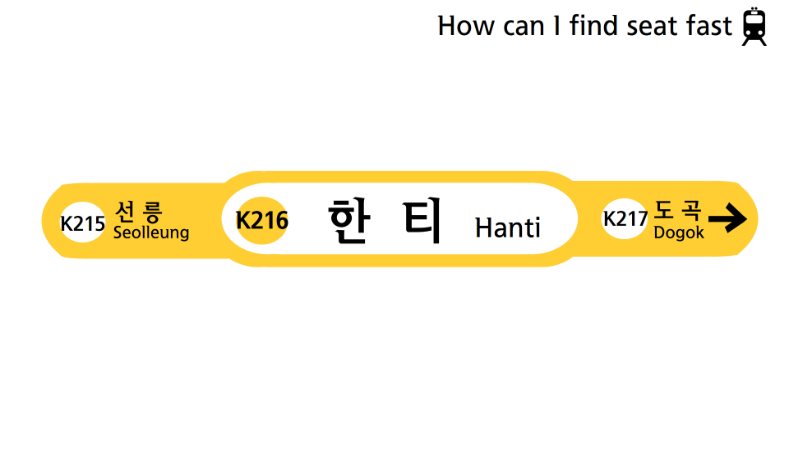 How can I find seat fast
K215 선릉 Seolleung
K216 한티 Hanti
K217 도곡 Dogok